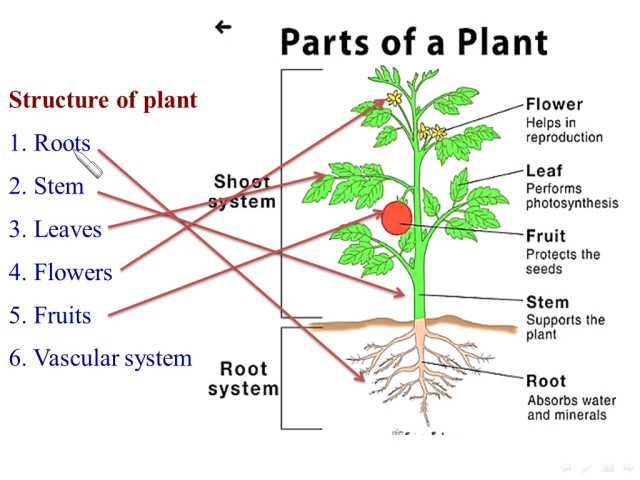 Parts of a Plant
Structure of plant
1. Roots
2. Stem
3. Leaves
4. Flowers
5. Fruits
6. Vascular system
Shoot
system
Root
system
Flower
Helps in
reproduction
Leaf
Performs
photosynthesis
Fruit
Protects the
seeds
Stem
Supports the
plant
Root
Absorbs water
and minerals